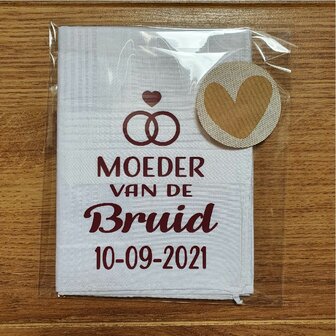 MOEDER
VAN DE
Bruid
10-09-2021